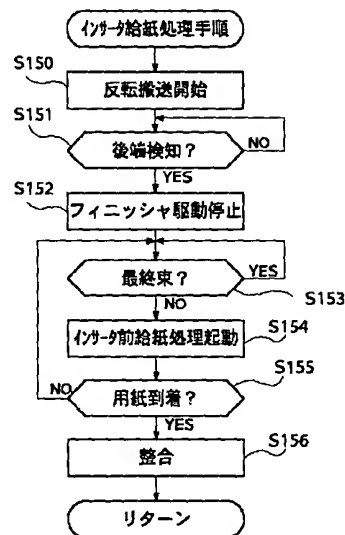 インサータ給紙処理手順
S150
反転搬送開始
S151
後端検知?
NO
YES
S152
フィニッシャ駆動停止
最終束?
YES
S153
NO
S154
インサータ前給紙処理起動
S155
NO
用紙到着?
YES
S156
整合
リターン